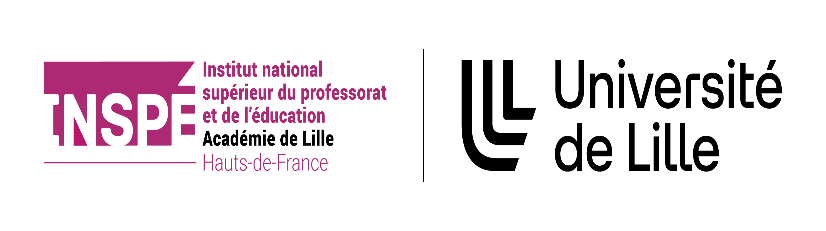 INSPÉ
Institut national
supérieur du professorat
et de l'éducation
Académie de Lille
Hauts-de-France
Université
de Lille